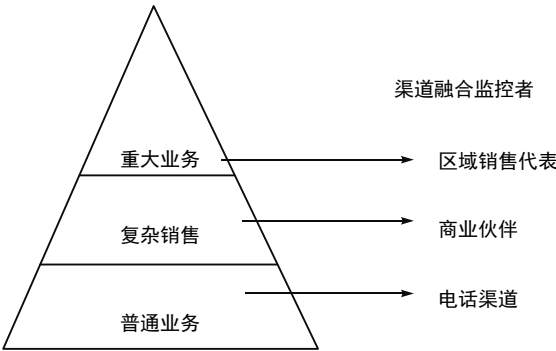 渠道融合监控者
重大业务
区域销售代表
复杂销售
商业伙伴
普通业务
电话渠道